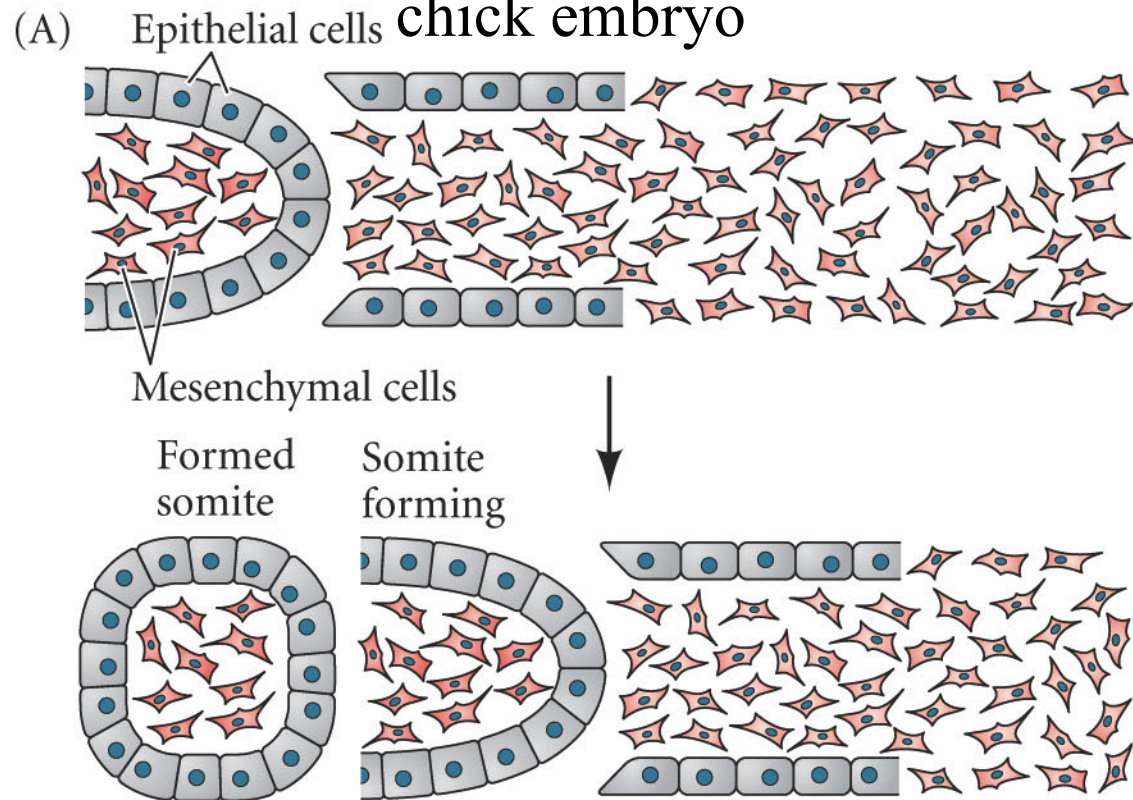 chick embryo
(A) Epithelial cells
Mesenchymal cells
Formed
somite
Somite
forming